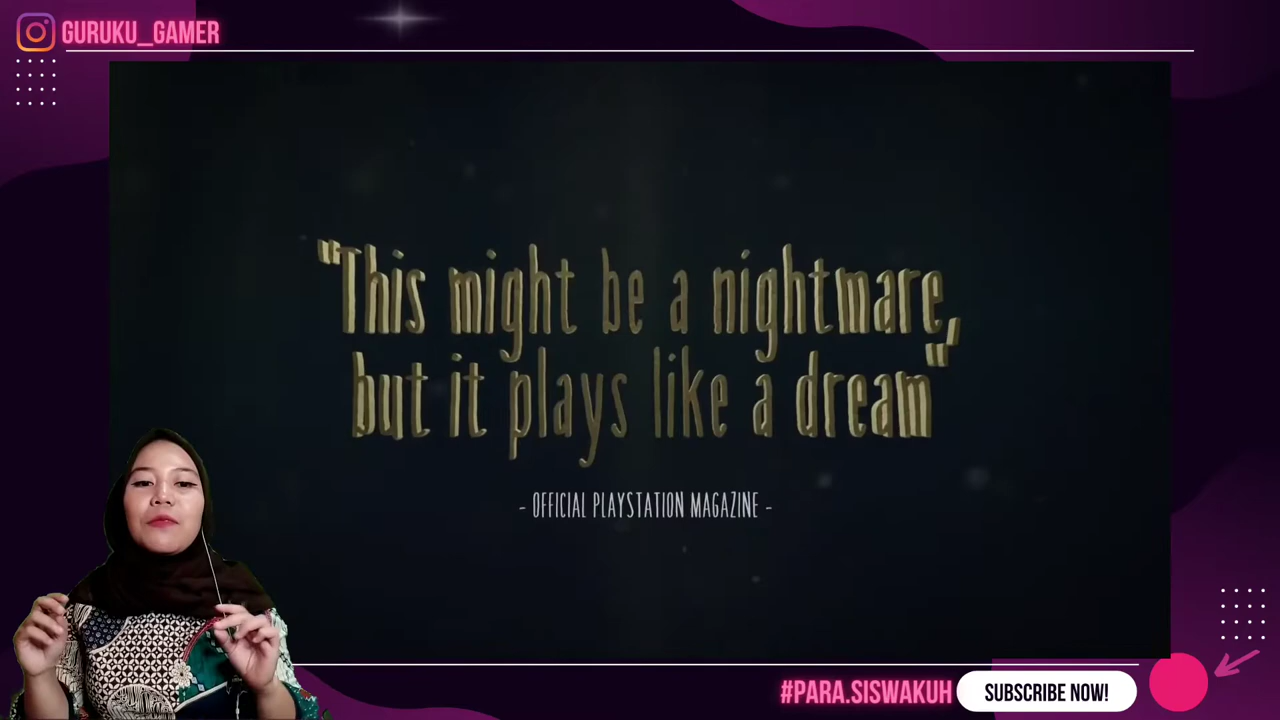 GURUKU_GAMER
"This might be a nightmare,
but it plays like a dream"
- OFFICIAL PLAYSTATION MAGAZINE -
#PARA.SISWAKUH
SUBSCRIBE NOW!